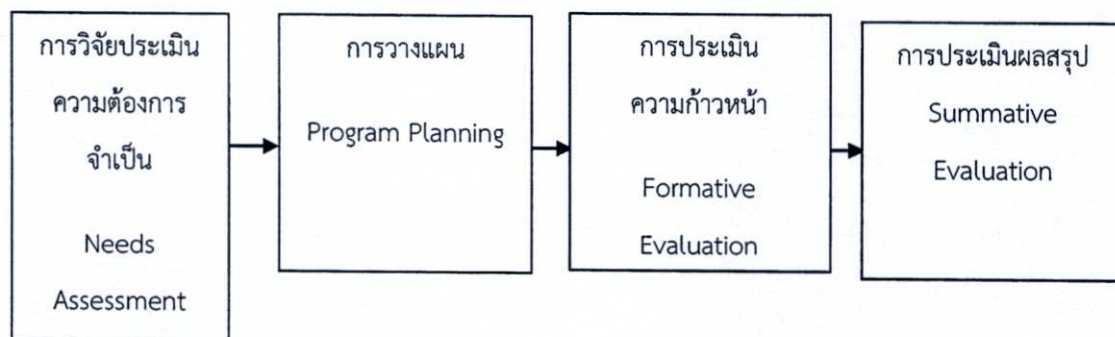 การวิจัยประเมิน
ความต้องการ
จำเป็น
Needs
Assessment
การวางแผน
Program Planning
การประเมิน
ความก้าวหน้า
Formative
Evaluation
การประเมินผลสรุป
Summative
Evaluation